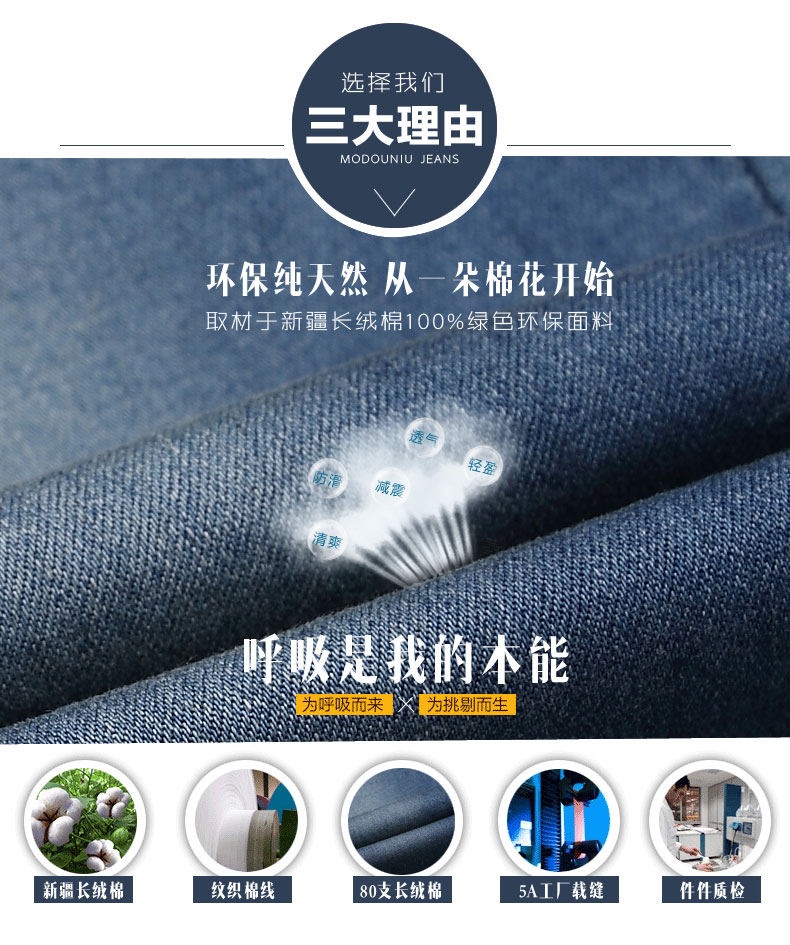 选择我们
三大理由
MODOUNIU JEANS
环保纯天然 从一朵棉花开始
取材于新疆长绒棉100%绿色环保面料
透气
轻盈
防滑
减震
清爽
呼吸是我的本能
为呼吸而来 × 为挑剔而生
新疆长绒棉
纹织棉线
80支长绒棉
5A工厂载缝
件件质检